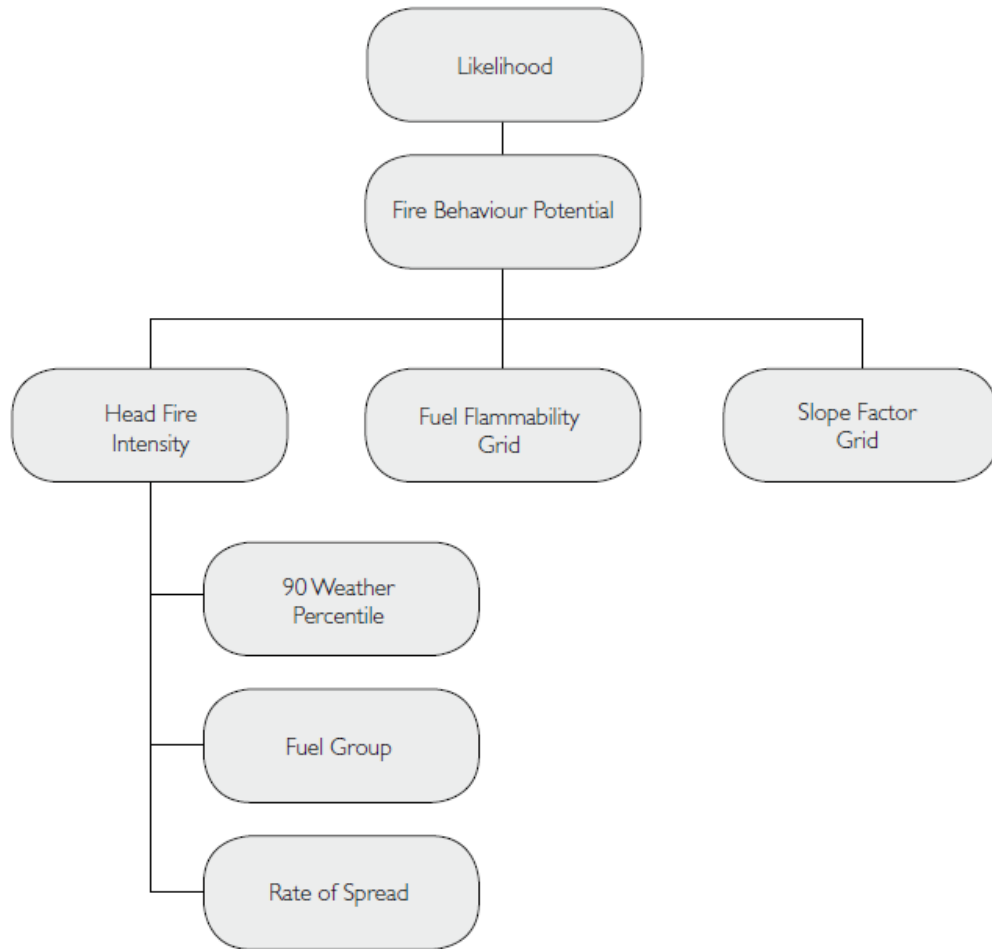 Likelihood
Fire Behaviour Potential
Head Fire
Intensity
Fuel Flammability
Grid
Slope Factor
Grid
90 Weather
Percentile
Fuel Group
Rate of Spread